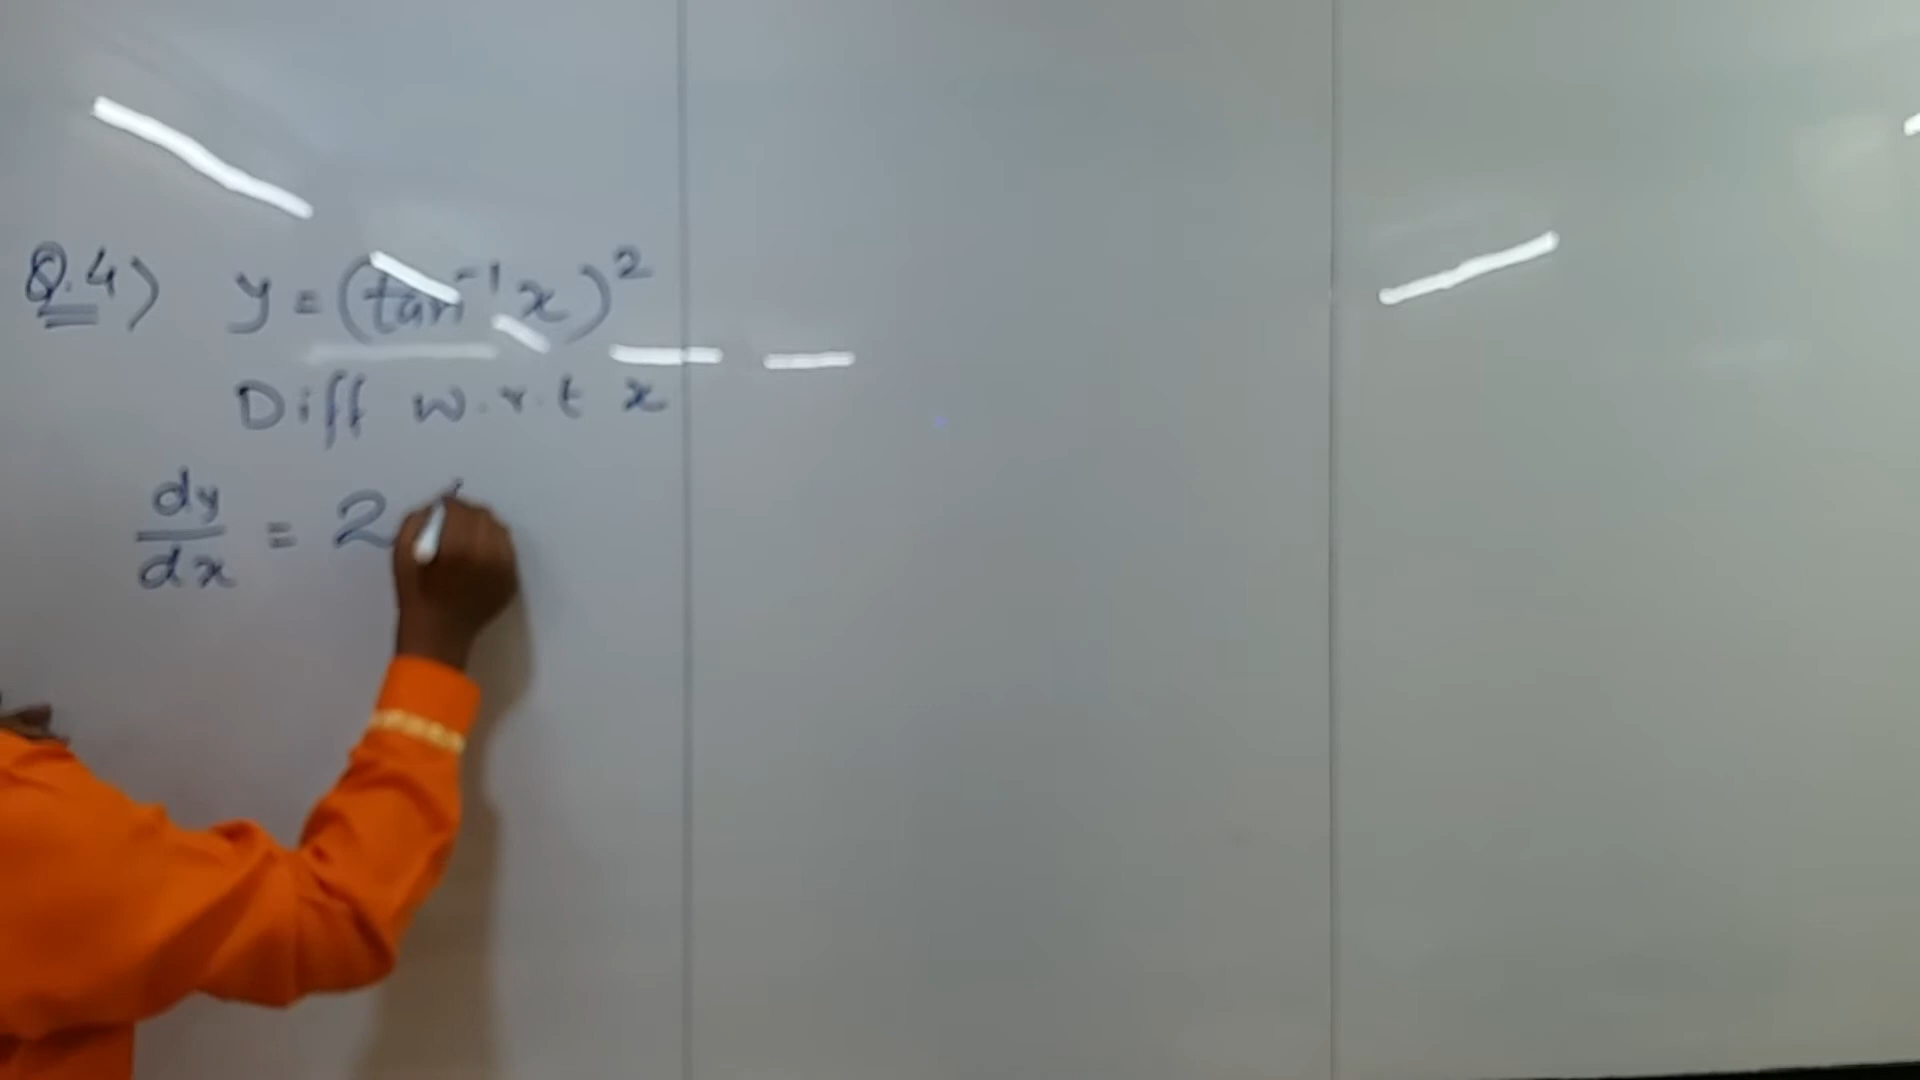 Q.4) y = (tan⁻¹x)²
Diff w.r.t x
dy/dx = 2